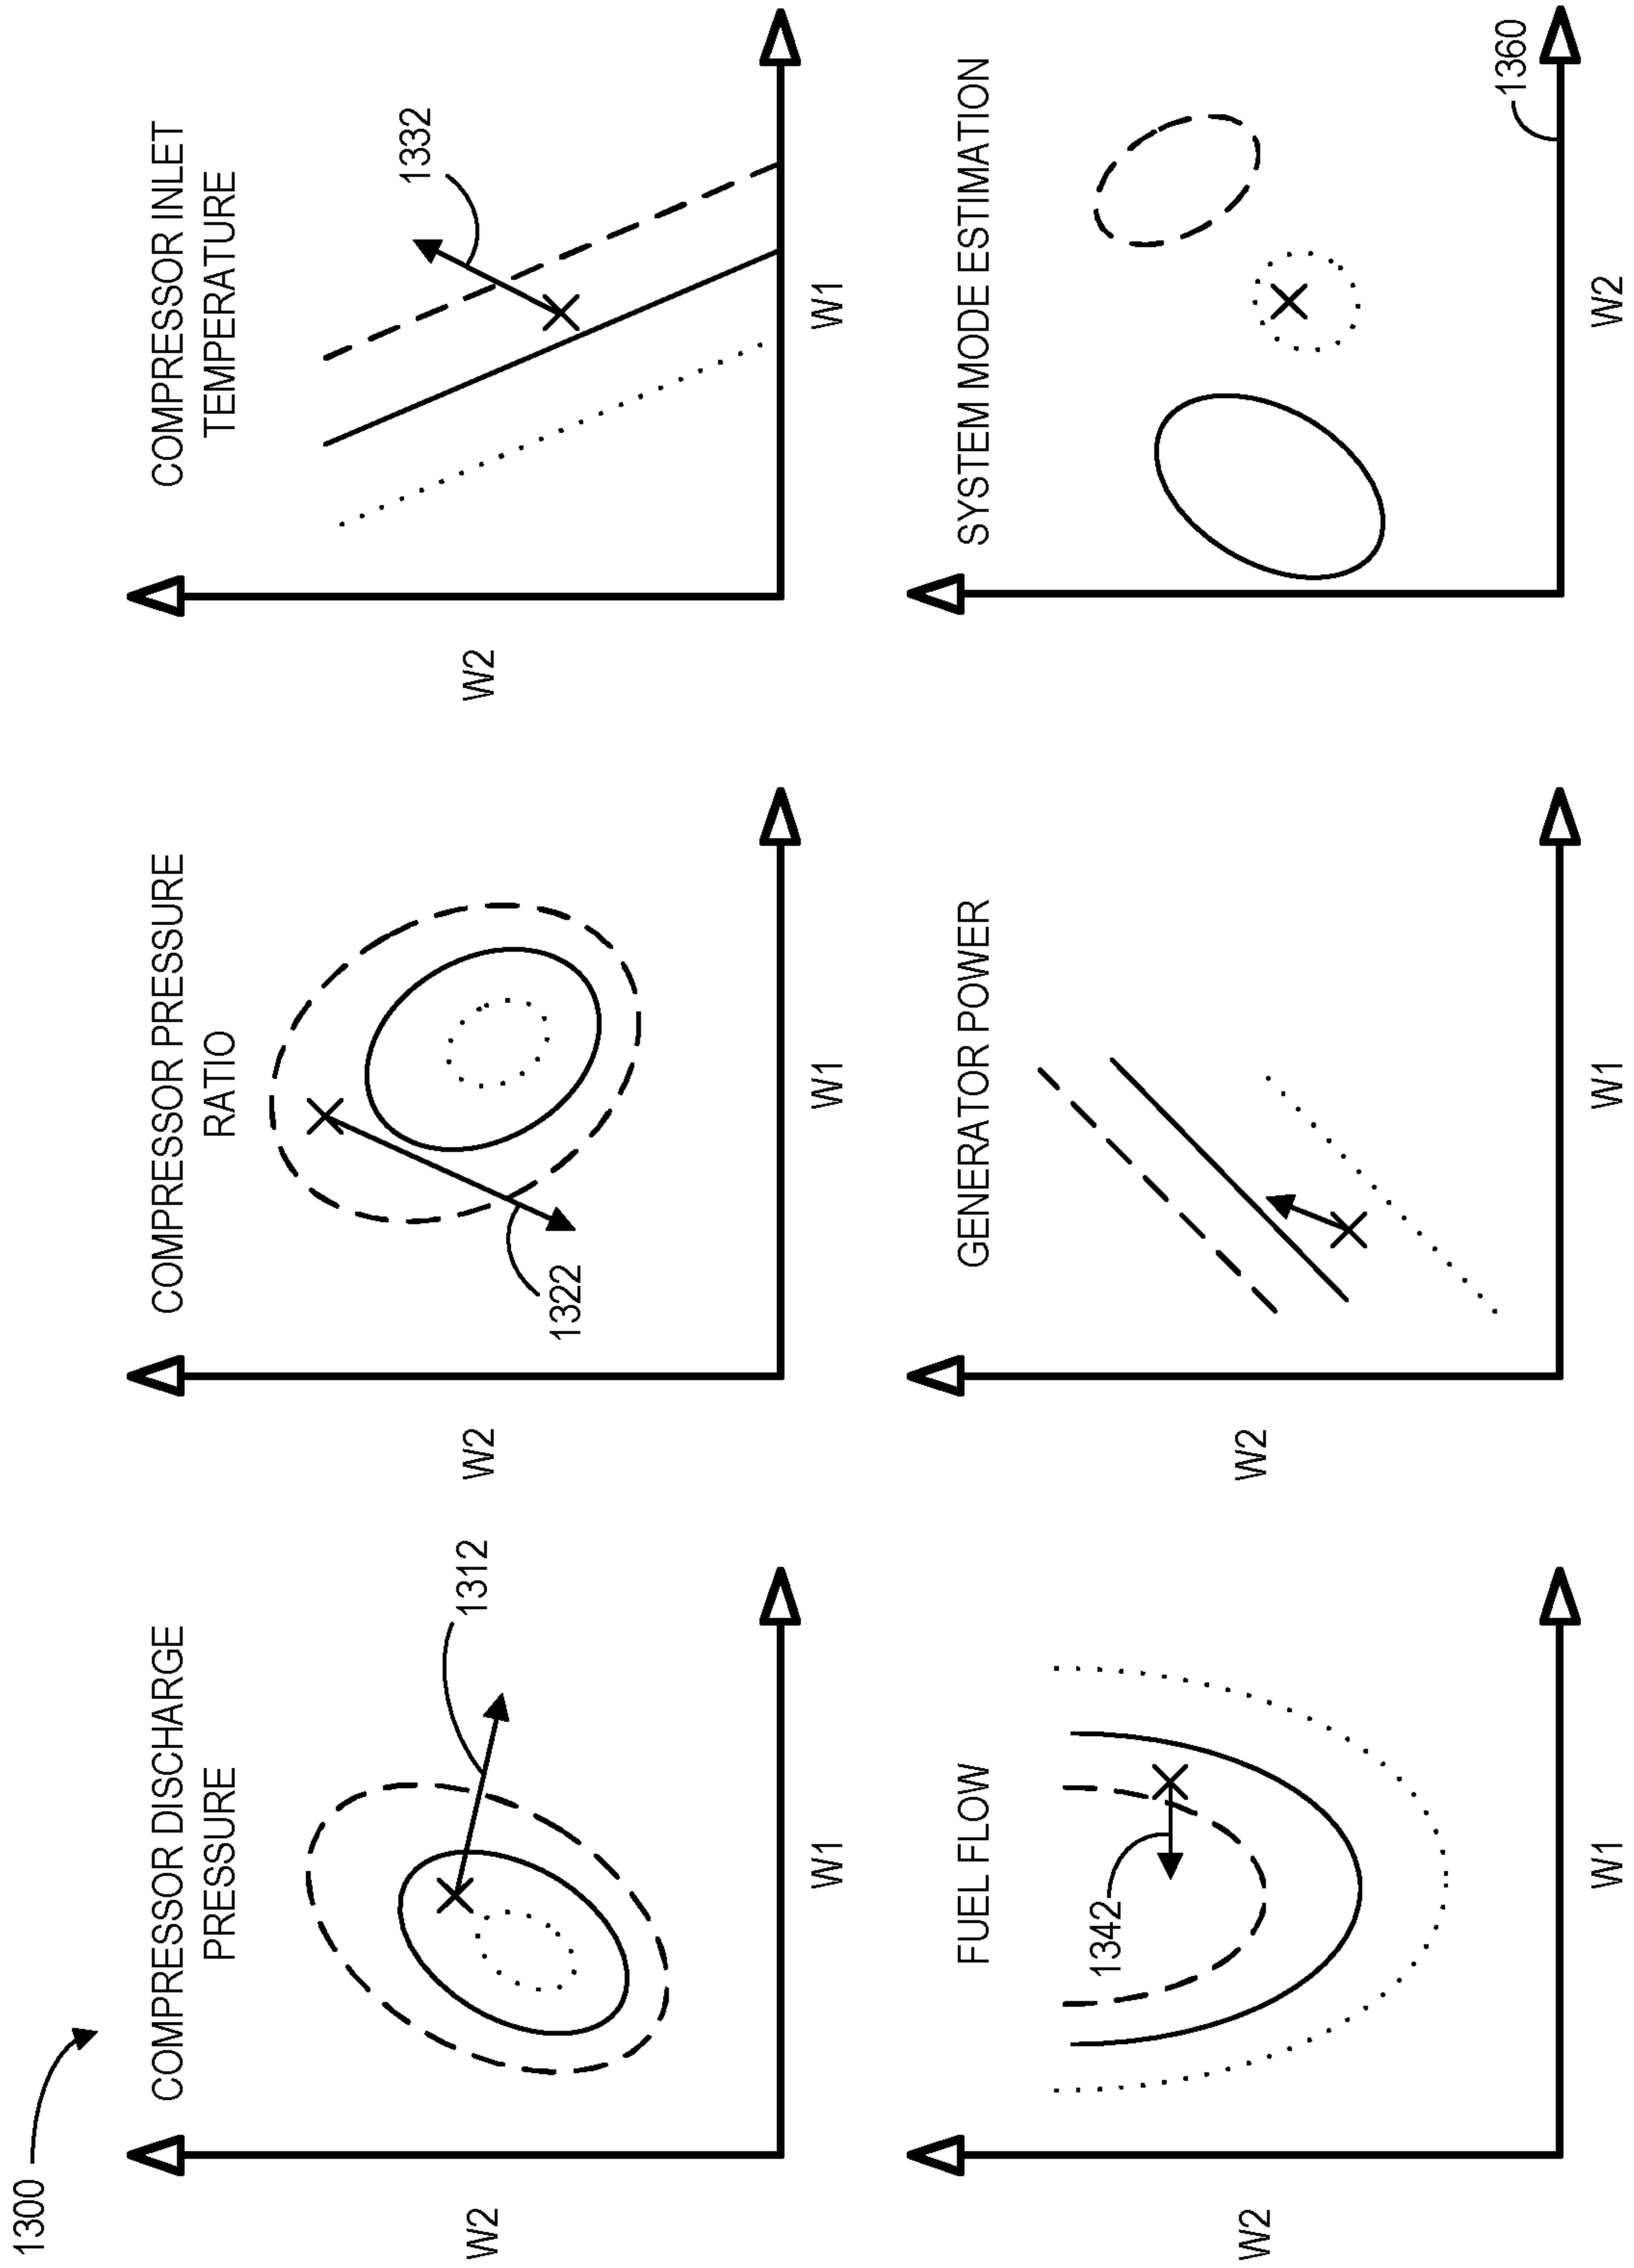 1300
COMPRESSOR DISCHARGE
PRESSURE
1312
W2
W1
COMPRESSOR PRESSURE
RATIO
1322
W2
W1
COMPRESSOR INLET
TEMPERATURE
1332
W2
W1
FUEL FLOW
1342
W2
W1
GENERATOR POWER
W2
W1
SYSTEM MODE ESTIMATION
1360
W2